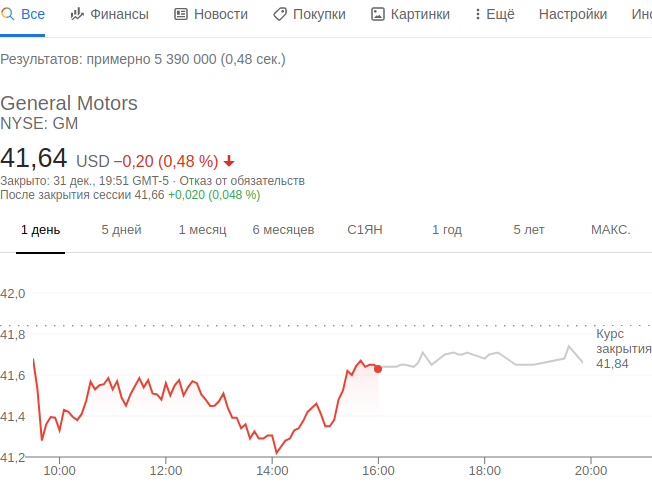 Все Финансы Новости Покупки Картинки Ещё Настройки
Результатов: примерно 5 390 000 (0,48 сек.)
General Motors
NYSE: GM
41,64 USD −0,20 (0,48 %)
Закрыто: 31 дек., 19:51 GMT-5 · Отказ от обязательств
После закрытия сессии 41,66 +0,020 (0,048 %)
1 день 5 дней 1 месяц 6 месяцев С1ЯН 1 год 5 лет МАКС.
42,0
41,8
Курс
закрытия
41,84
41,6
41,4
41,2
10:00 12:00 14:00 16:00 18:00 20:00